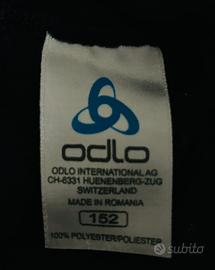 odlo
ODLO INTERNATIONAL AG
CH-6331 HUENENBERG-ZUG
SWITZERLAND
MADE IN ROMANIA
152
100% POLYESTER/POLIESTER
subito